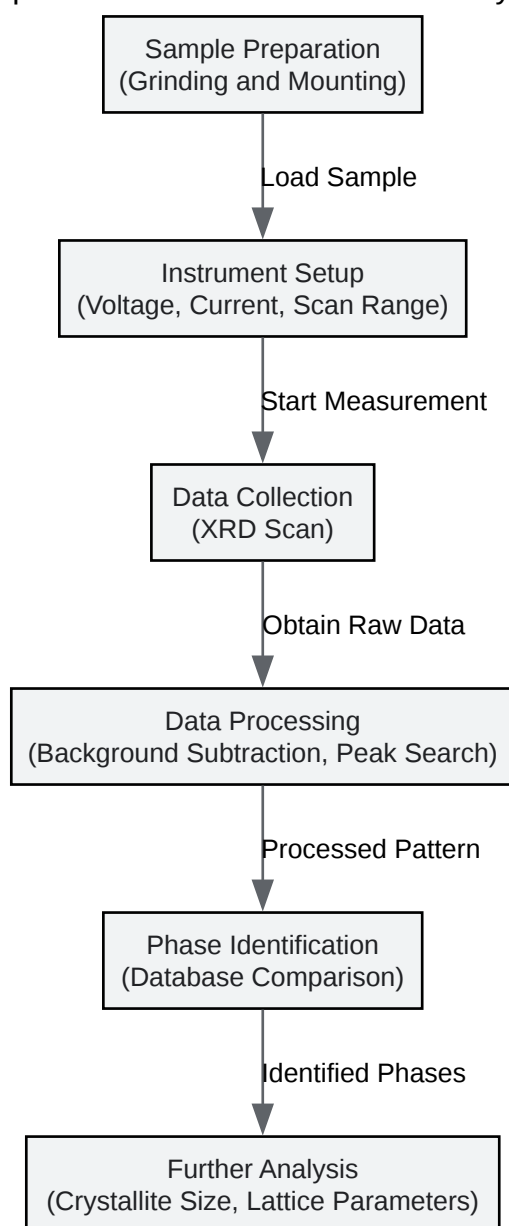 Sample Preparation
(Grinding and Mounting)
Load Sample
Instrument Setup
(Voltage, Current, Scan Range)
Start Measurement
Data Collection
(XRD Scan)
Obtain Raw Data
Data Processing
(Background Subtraction, Peak Search)
Processed Pattern
Phase Identification
(Database Comparison)
Identified Phases
Further Analysis
(Crystallite Size, Lattice Parameters)